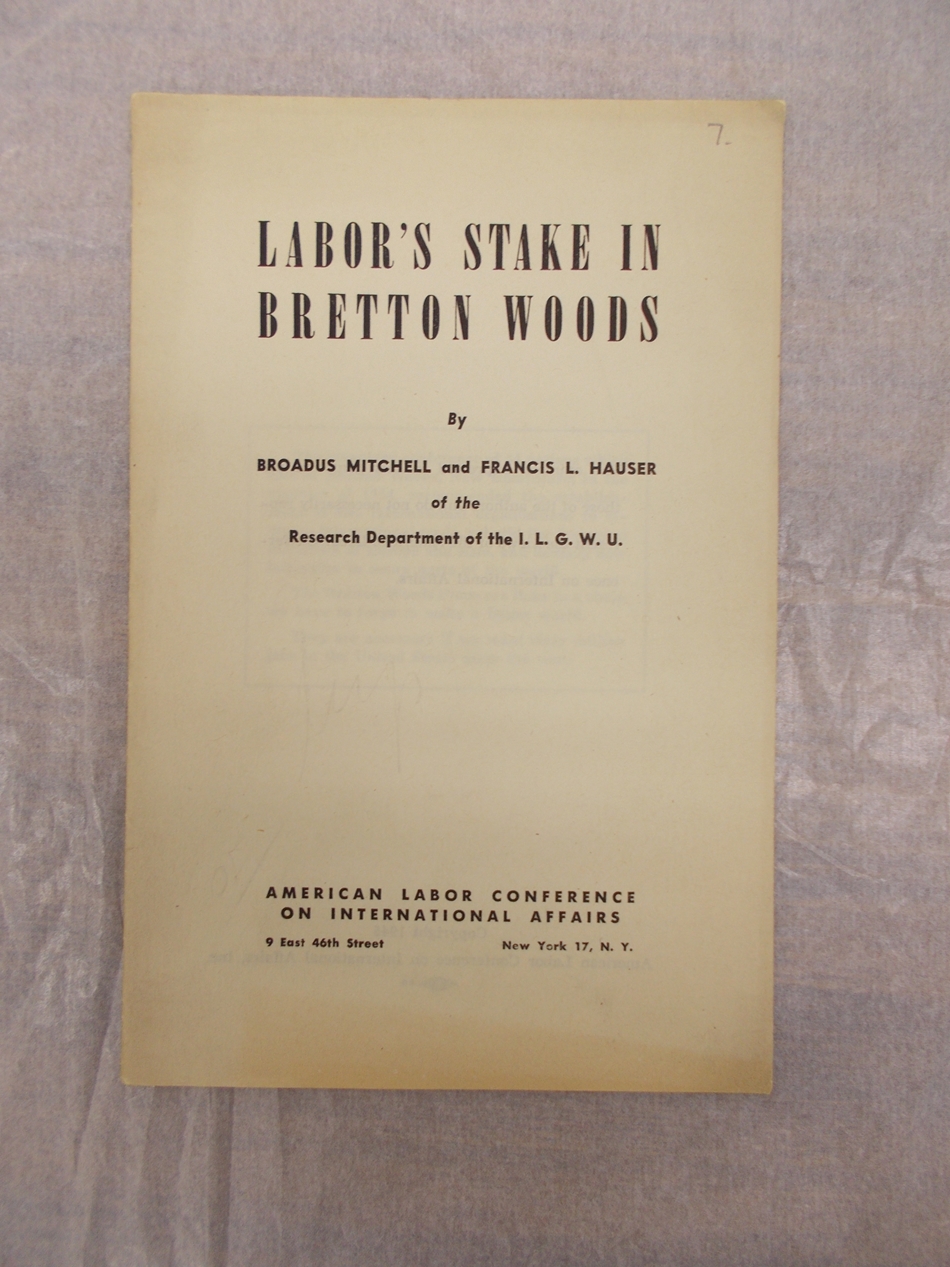 7.
LABOR'S STAKE IN
BRETTON WOODS
By
BROADUS MITCHELL and FRANCIS L. HAUSER
of the
Research Department of the I. L. G. W. U.
AMERICAN LABOR CONFERENCE
ON INTERNATIONAL AFFAIRS
9 East 46th Street New York 17, N. Y.